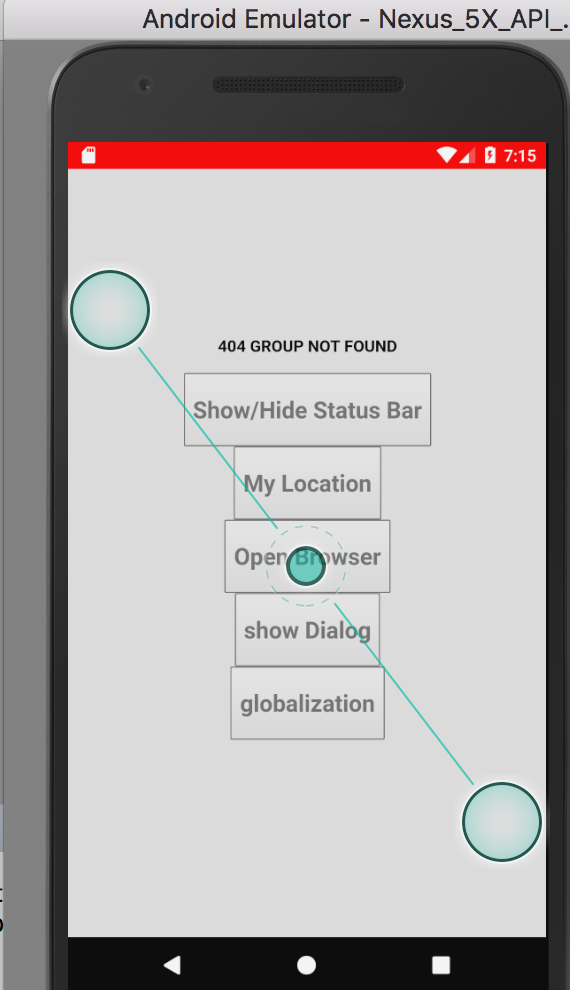 Android Emulator - Nexus_5X_API_.
7:15
404 GROUP NOT FOUND
Show/Hide Status Bar
My Location
Open Browser
show Dialog
globalization